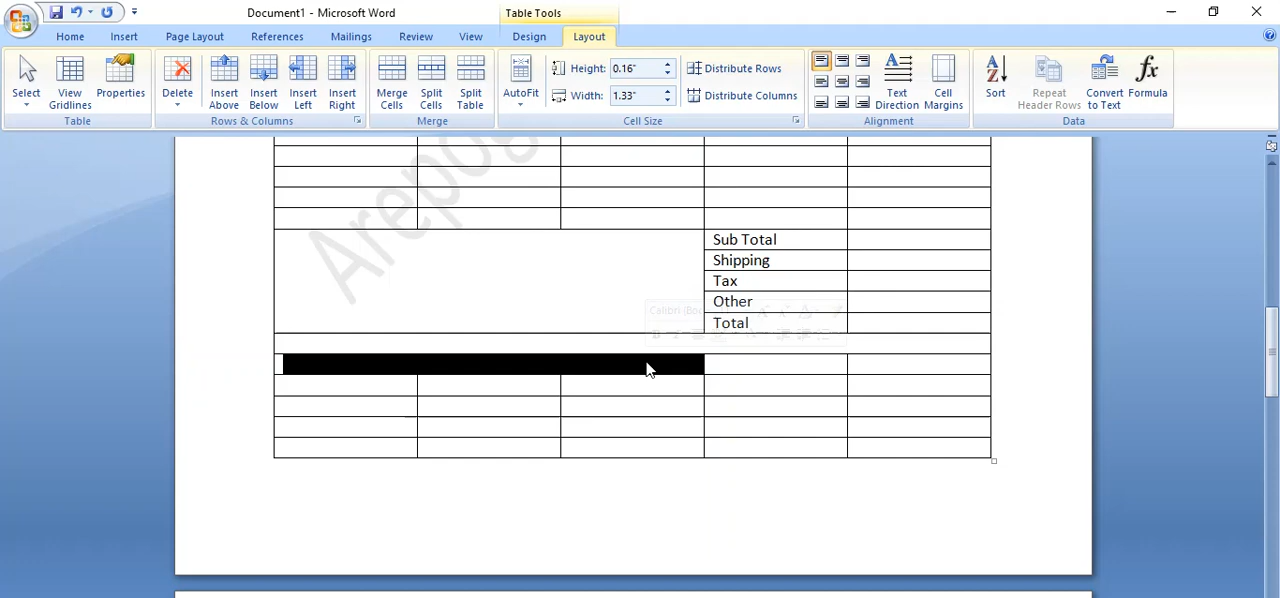 Document1 - Microsoft Word
Table Tools
Home Insert Page Layout References Mailings Review View Design Layout
Select
View Gridlines
Properties
Table
Delete
Insert Above
Insert Below
Insert Left
Insert Right
Rows & Columns
Merge Cells
Split Cells
Split Table
Merge
AutoFit
Height: 0.16"
Width: 1.33"
Distribute Rows
Distribute Columns
Cell Size
Text Direction
Cell Margins
Alignment
Sort
Repeat Header Rows
Convert to Text
Formula
Data
Sub Total
Shipping
Tax
Other
Total